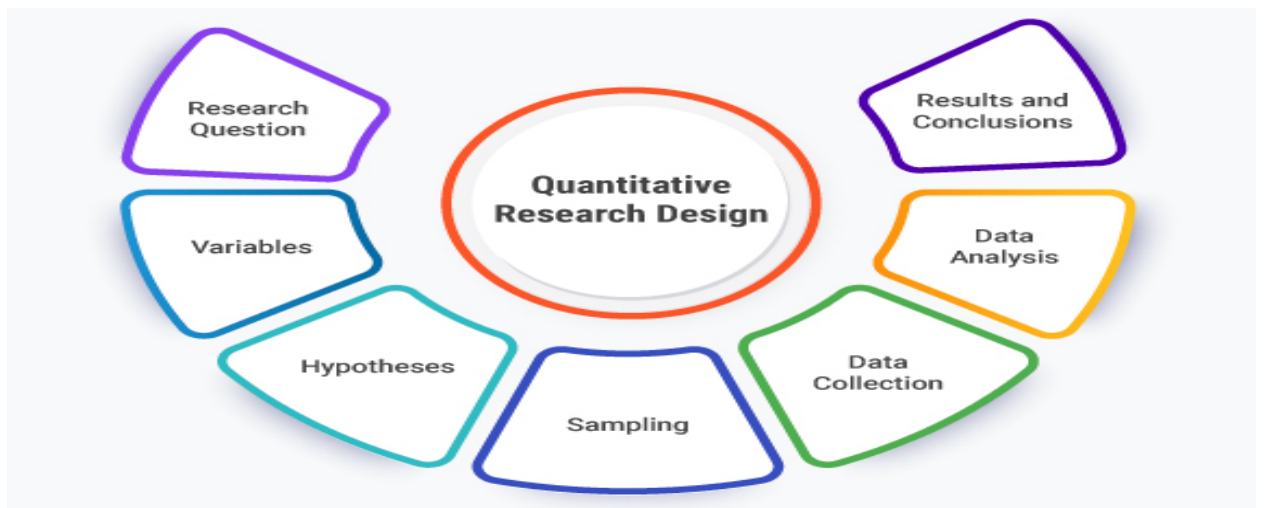 Quantitative
Research Design
Research
Question
Variables
Hypotheses
Sampling
Data
Collection
Data
Analysis
Results and
Conclusions